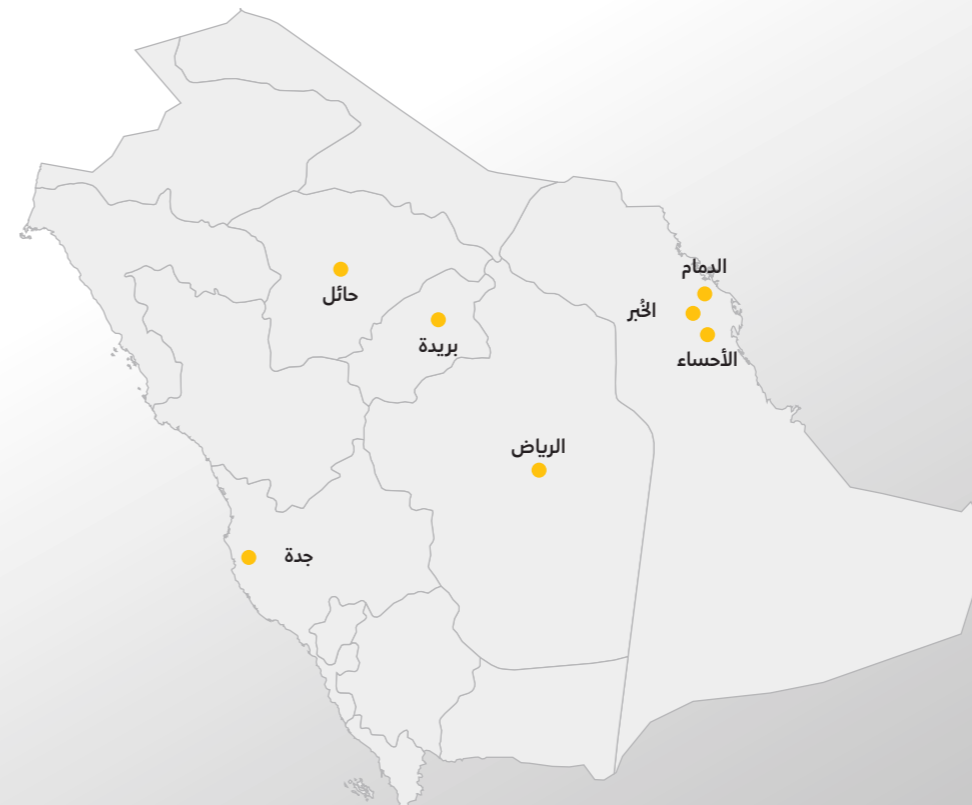 الدمام
حائل
الخُبر
بريدة
الأحساء
الرياض
جدة